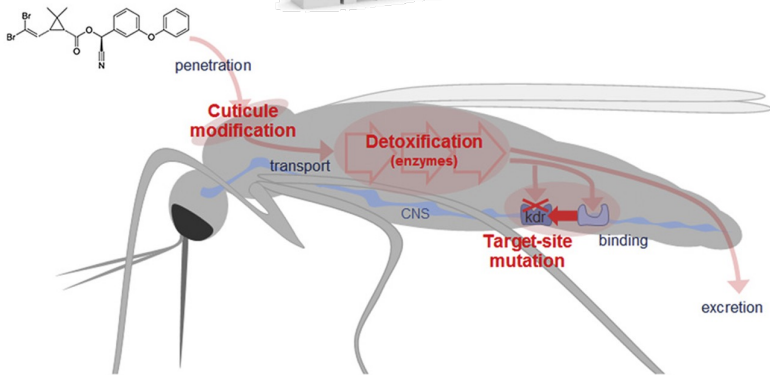 Br
Br
O
O
O
N
penetration
Cuticule
modification
transport
Detoxification
(enzymes)
CNS
kdr
Target-site
mutation
binding
excretion